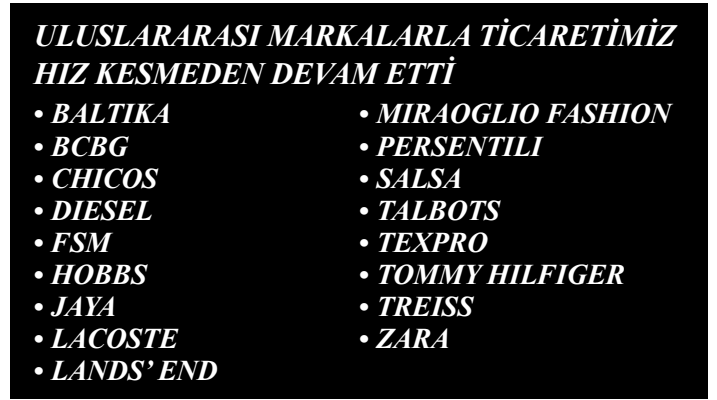 ULUSLARARASI MARKALARLA TİCARETİMİZ
HIZ KESMEDEN DEVAM ETTİ
• BALTIKA
• BCBG
• CHICOS
• DIESEL
• FSM
• HOBBS
• JAYA
• LACOSTE
• LANDS’ END
• MIRAOGLIO FASHION
• PERSENTILI
• SALSA
• TALBOTS
• TEXPRO
• TOMMY HILFIGER
• TREISS
• ZARA